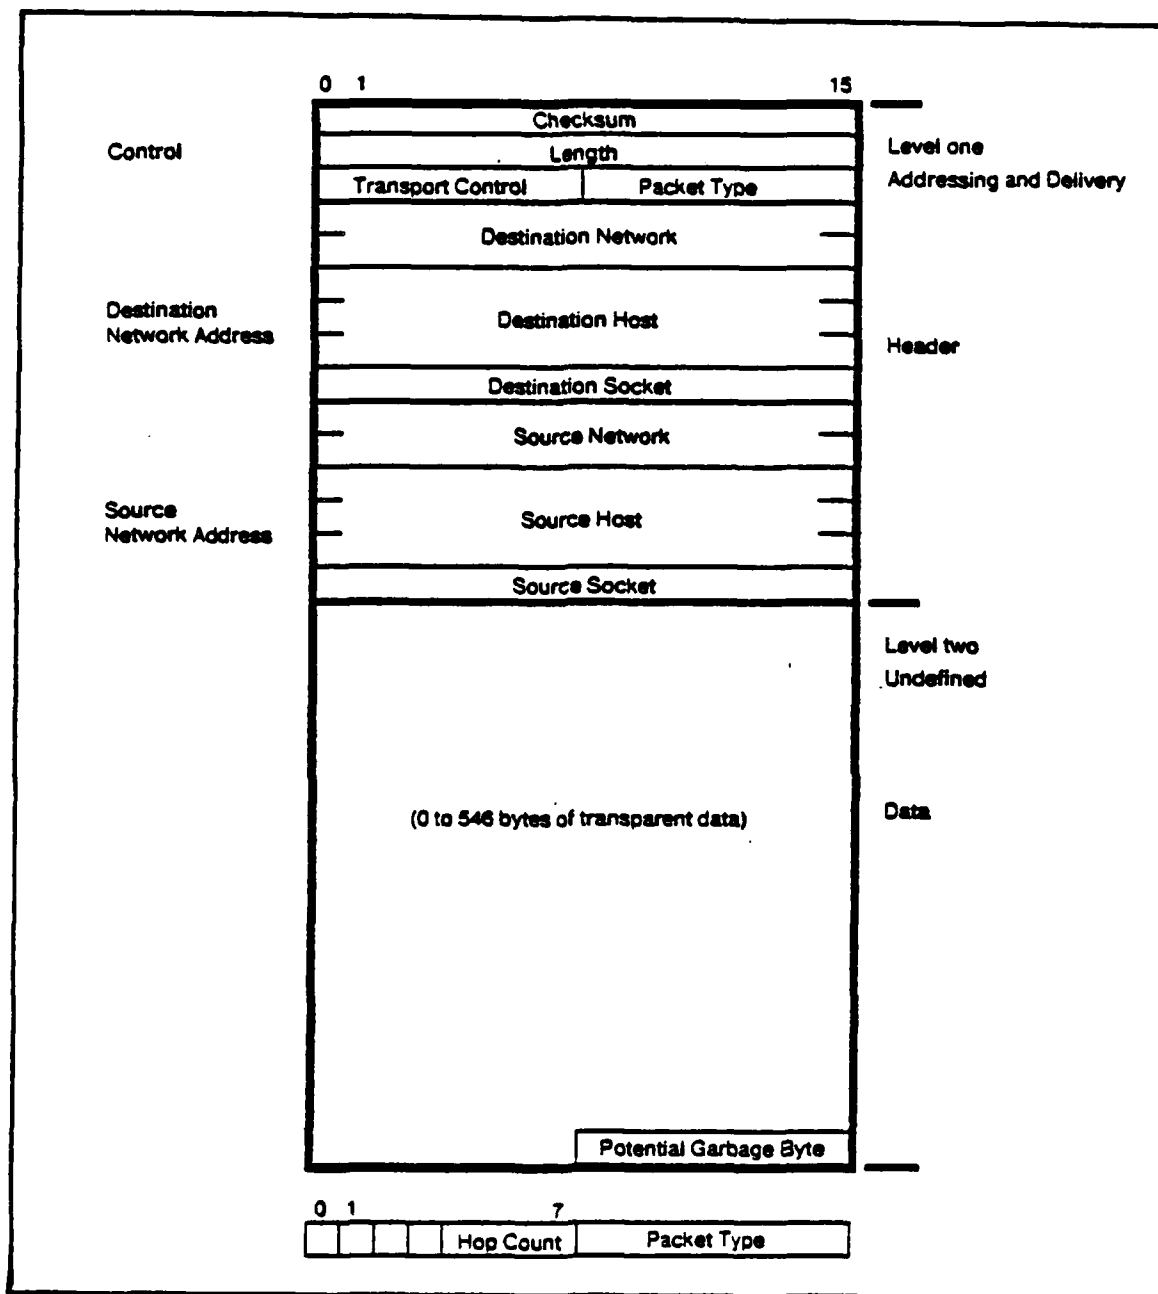 0 1 15
Checksum
Control
Length
Level one
Transport Control Packet Type
Addressing and Delivery
Destination Network
Destination
Network Address
Destination Host
Header
Destination Socket
Source Network
Source
Network Address
Source Host
Source Socket
Level two
Undefined
(0 to 546 bytes of transparent data)
Data
Potential Garbage Byte
0 1 7
Hop Count Packet Type